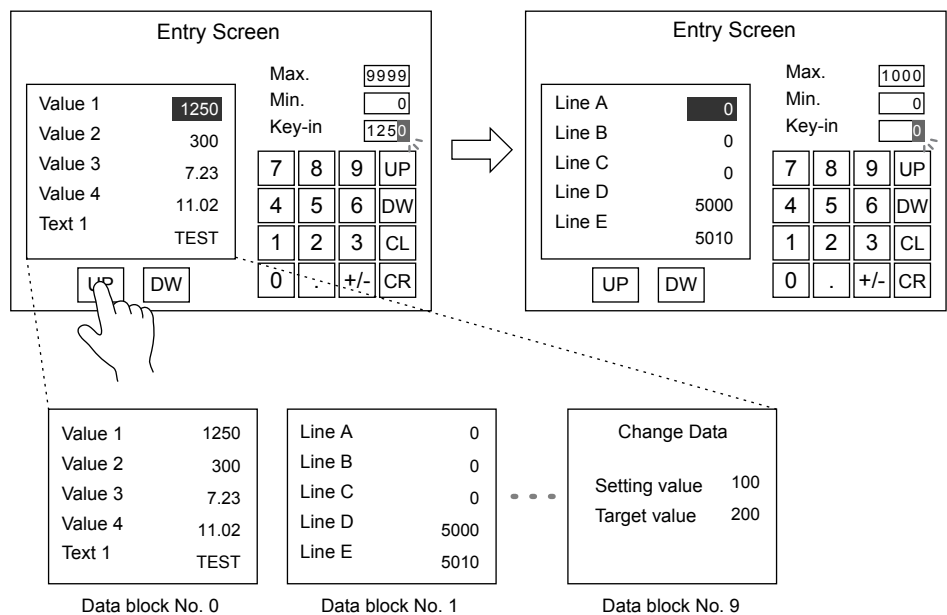 Entry Screen
Max. 9999
Min. 0
Key-in 1250
Value 1 1250
Value 2 300
Value 3 7.23
Value 4 11.02
Text 1 TEST
7 8 9 UP
4 5 6 DW
1 2 3 CL
0 . +/- CR
UP DW
Entry Screen
Max. 1000
Min. 0
Key-in 0
Line A 0
Line B 0
Line C 0
Line D 5000
Line E 5010
7 8 9 UP
4 5 6 DW
1 2 3 CL
0 . +/- CR
UP DW
Value 1 1250
Value 2 300
Value 3 7.23
Value 4 11.02
Text 1 TEST
Data block No. 0
Line A 0
Line B 0
Line C 0
Line D 5000
Line E 5010
Data block No. 1
Change Data
Setting value 100
Target value 200
Data block No. 9